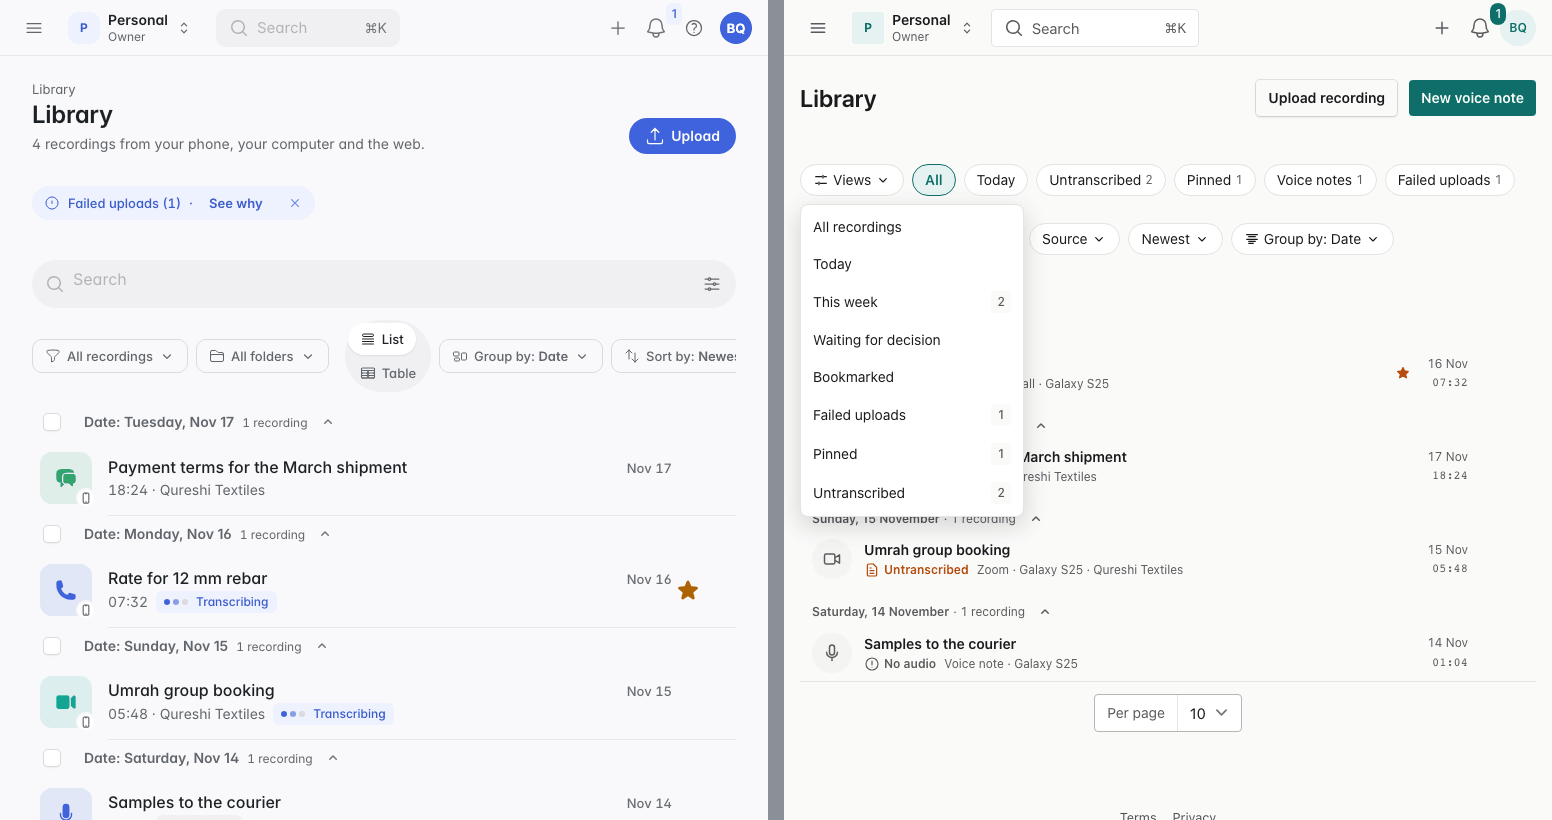 P
Personal
Owner
Search
⌘K
1
BQ
Library
Library
4 recordings from your phone, your computer and the web.
Upload
Failed uploads (1) · See why
Search
All recordings
All folders
List
Table
Group by: Date
Sort by: Newes
Date: Tuesday, Nov 17 1 recording
Payment terms for the March shipment
Nov 17
18:24 · Qureshi Textiles
Date: Monday, Nov 16 1 recording
Rate for 12 mm rebar
Nov 16
07:32 Transcribing
Date: Sunday, Nov 15 1 recording
Umrah group booking
Nov 15
05:48 · Qureshi Textiles Transcribing
Date: Saturday, Nov 14 1 recording
Samples to the courier
Nov 14
P
Personal
Owner
Search
⌘K
1
BQ
Library
Upload recording
New voice note
Views
All
Today
Untranscribed 2
Pinned 1
Voice notes 1
Failed uploads 1
Source
Newest
Group by: Date
All recordings
Today
This week 2
Waiting for decision
Bookmarked
Failed uploads 1
Pinned 1
Untranscribed 2
16 Nov
all · Galaxy S25
07:32
March shipment
17 Nov
reshi Textiles
18:24
Sunday, 15 November · 1 recording
Umrah group booking
15 Nov
Untranscribed Zoom · Galaxy S25 · Qureshi Textiles
05:48
Saturday, 14 November · 1 recording
Samples to the courier
14 Nov
No audio Voice note · Galaxy S25
01:04
Per page
10
Terms Privacy